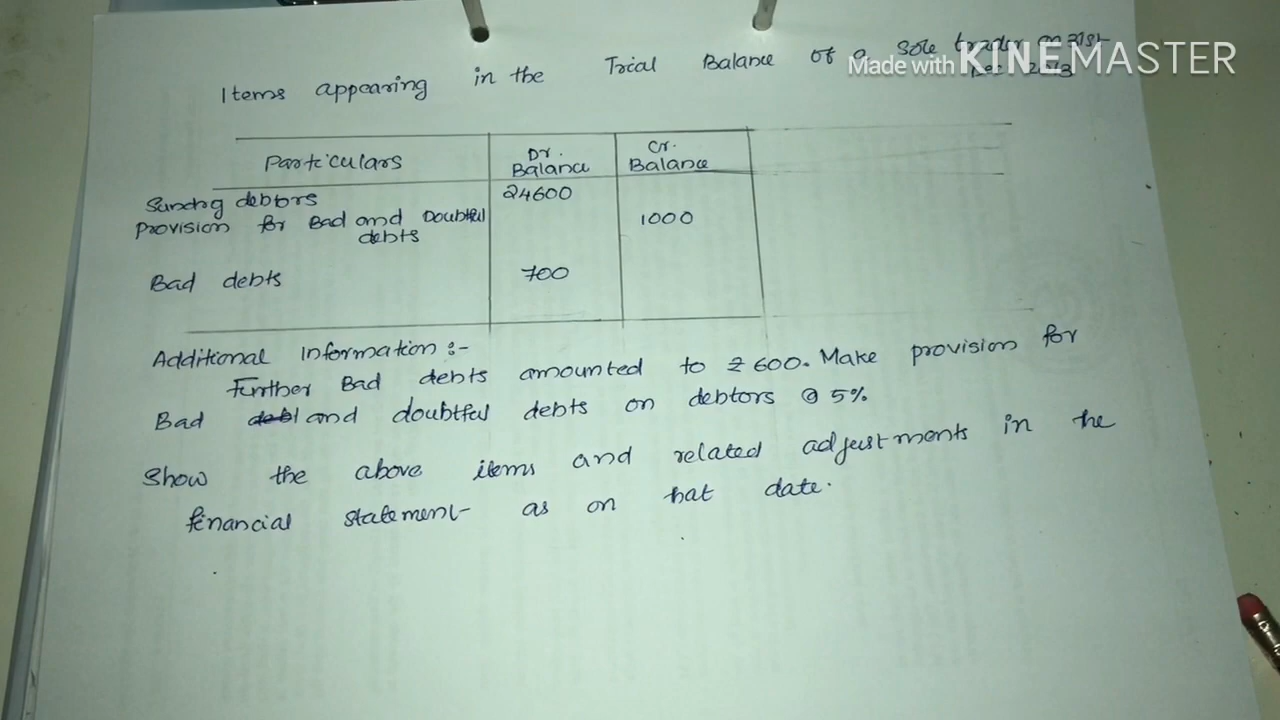 Items appearing in the Trial Balance of a sole trader on 31st
Made with KINEMASTER
Particulars
Dr.
Balance
Cr.
Balance
Sundry debtors 24600
Provision for Bad and Doubtful
debts
1000
Bad debts 700
Additional Information :-
Further Bad debts amounted to ₹ 600. Make provision for
Bad and doubtful debts on debtors @ 5%
Show the above items and related adjustments in the
financial statement as on that date.